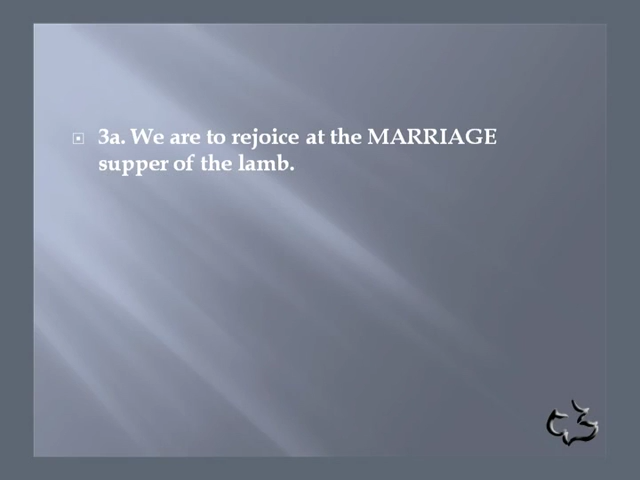 3a. We are to rejoice at the MARRIAGE
supper of the lamb.